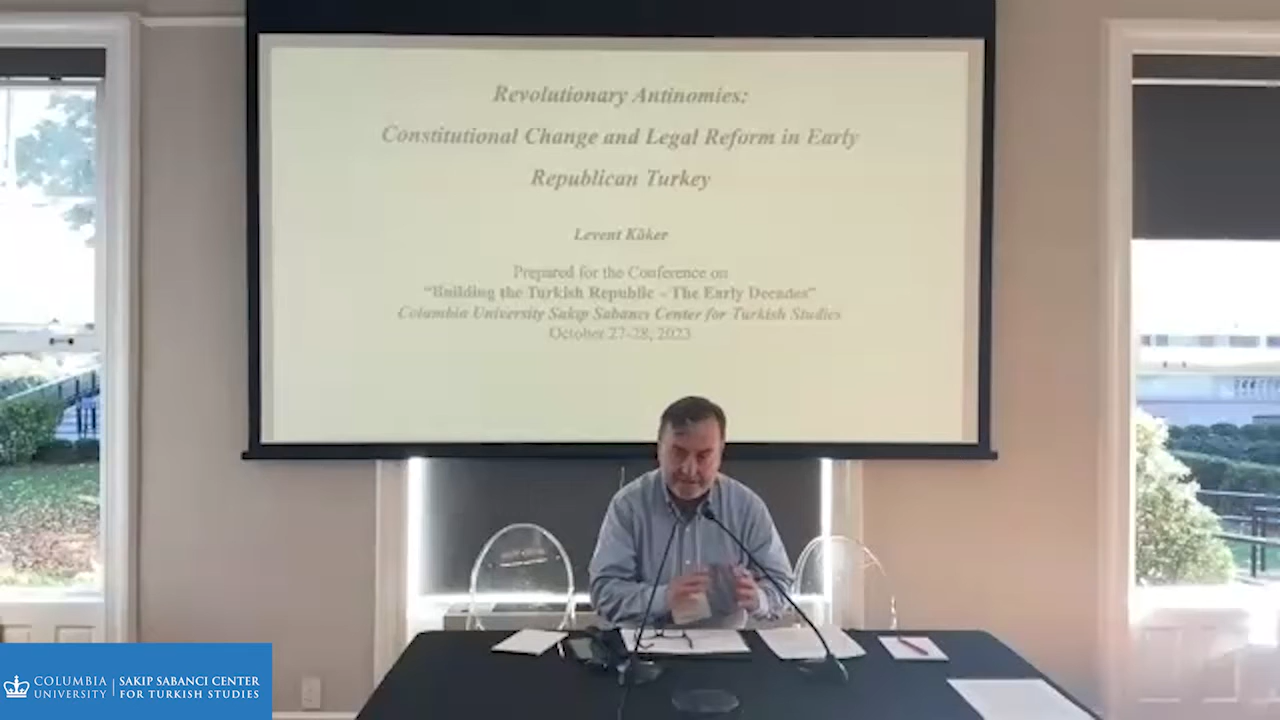 Revolutionary Antinomies:
Constitutional Change and Legal Reform in Early
Republican Turkey
Levent Köker
Prepared for the Conference on
“Building the Turkish Republic – The Early Decades”
Columbia University Sakıp Sabancı Center for Turkish Studies
October 27-28, 2023
COLUMBIA UNIVERSITY
SAKIP SABANCI CENTER
FOR TURKISH STUDIES